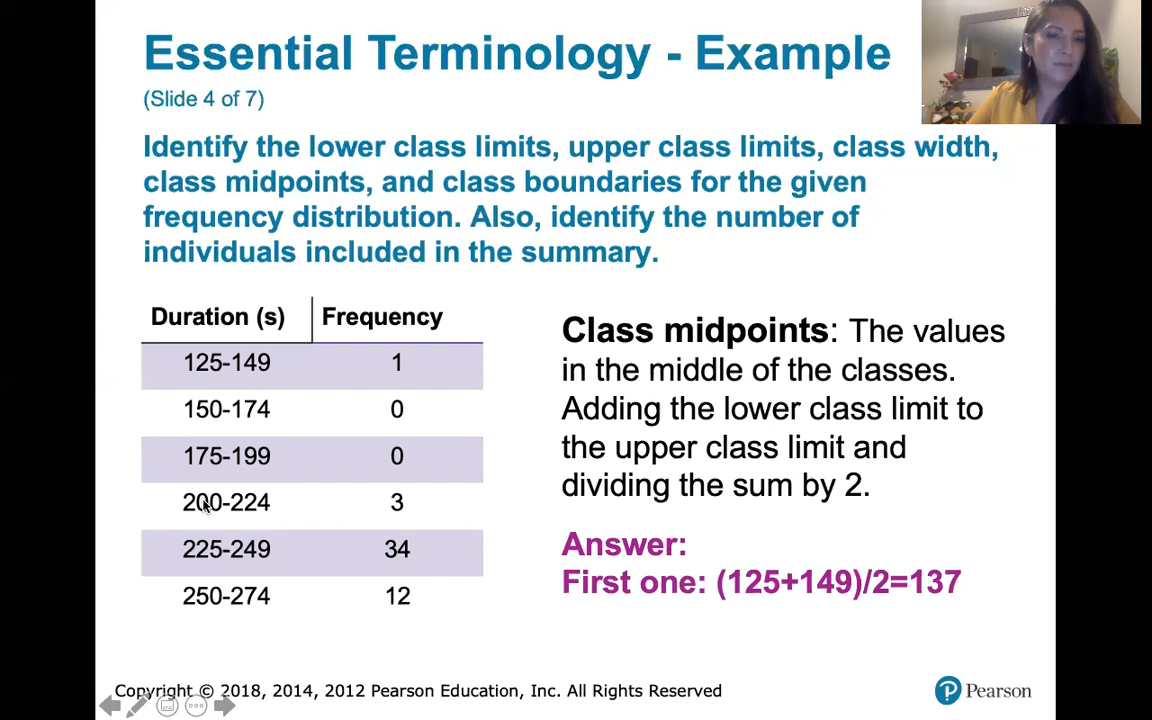 Essential Terminology - Example
(Slide 4 of 7)
Identify the lower class limits, upper class limits, class width,
class midpoints, and class boundaries for the given
frequency distribution. Also, identify the number of
individuals included in the summary.
Duration (s) Frequency
125-149 1
150-174 0
175-199 0
200-224 3
225-249 34
250-274 12
Class midpoints: The values
in the middle of the classes.
Adding the lower class limit to
the upper class limit and
dividing the sum by 2.
Answer:
First one: (125+149)/2=137
Copyright © 2018, 2014, 2012 Pearson Education, Inc. All Rights Reserved
Pearson